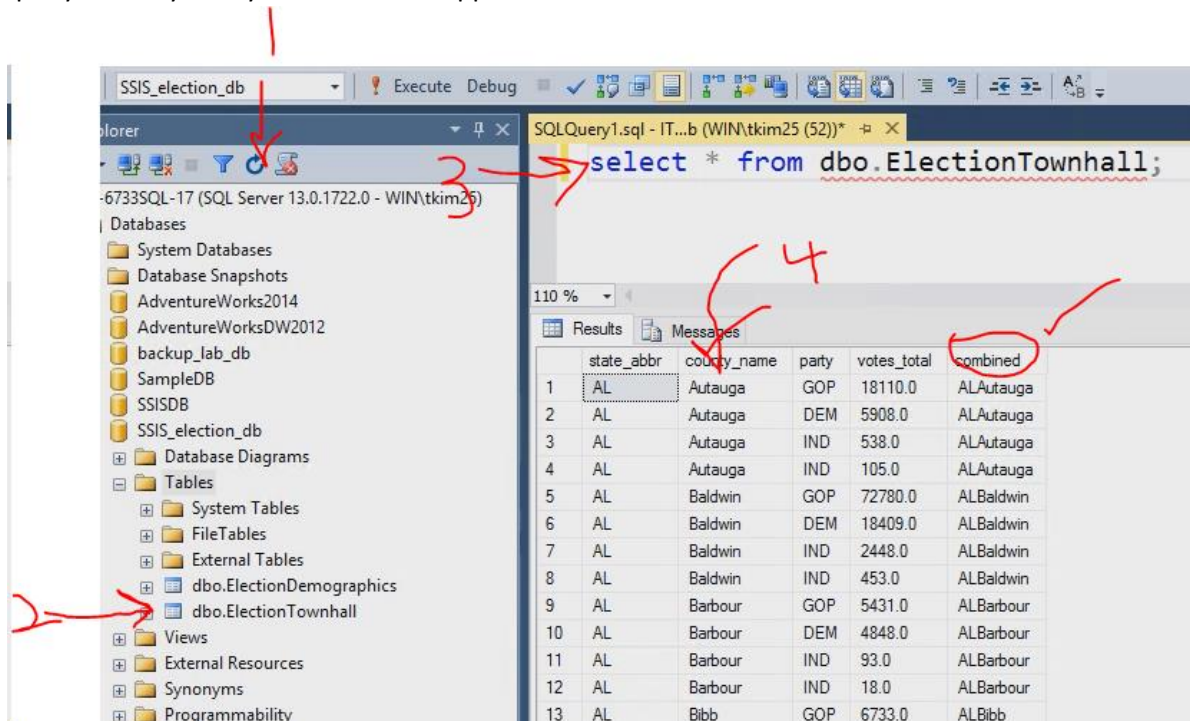 1
SSIS_election_db Execute Debug
plorer
SQLQuery1.sql - IT...b (WIN\tkim25 (52))*
3
select * from dbo.ElectionTownhall;
-6733SQL-17 (SQL Server 13.0.1722.0 - WIN\tkim25)
Databases
System Databases
Database Snapshots
AdventureWorks2014
AdventureWorksDW2012
backup_lab_db
SampleDB
SSISDB
SSIS_election_db
Database Diagrams
Tables
System Tables
FileTables
External Tables
dbo.ElectionDemographics
2
dbo.ElectionTownhall
Views
External Resources
Synonyms
Programmability
4
110 %
Results Messages
state_abbr county_name party votes_total combined
1 AL Autauga GOP 18110.0 ALAutauga
2 AL Autauga DEM 5908.0 ALAutauga
3 AL Autauga IND 538.0 ALAutauga
4 AL Autauga IND 105.0 ALAutauga
5 AL Baldwin GOP 72780.0 ALBaldwin
6 AL Baldwin DEM 18409.0 ALBaldwin
7 AL Baldwin IND 2448.0 ALBaldwin
8 AL Baldwin IND 453.0 ALBaldwin
9 AL Barbour GOP 5431.0 ALBarbour
10 AL Barbour DEM 4848.0 ALBarbour
11 AL Barbour IND 93.0 ALBarbour
12 AL Barbour IND 18.0 ALBarbour
13 AL Bibb GOP 6733.0 ALBibb